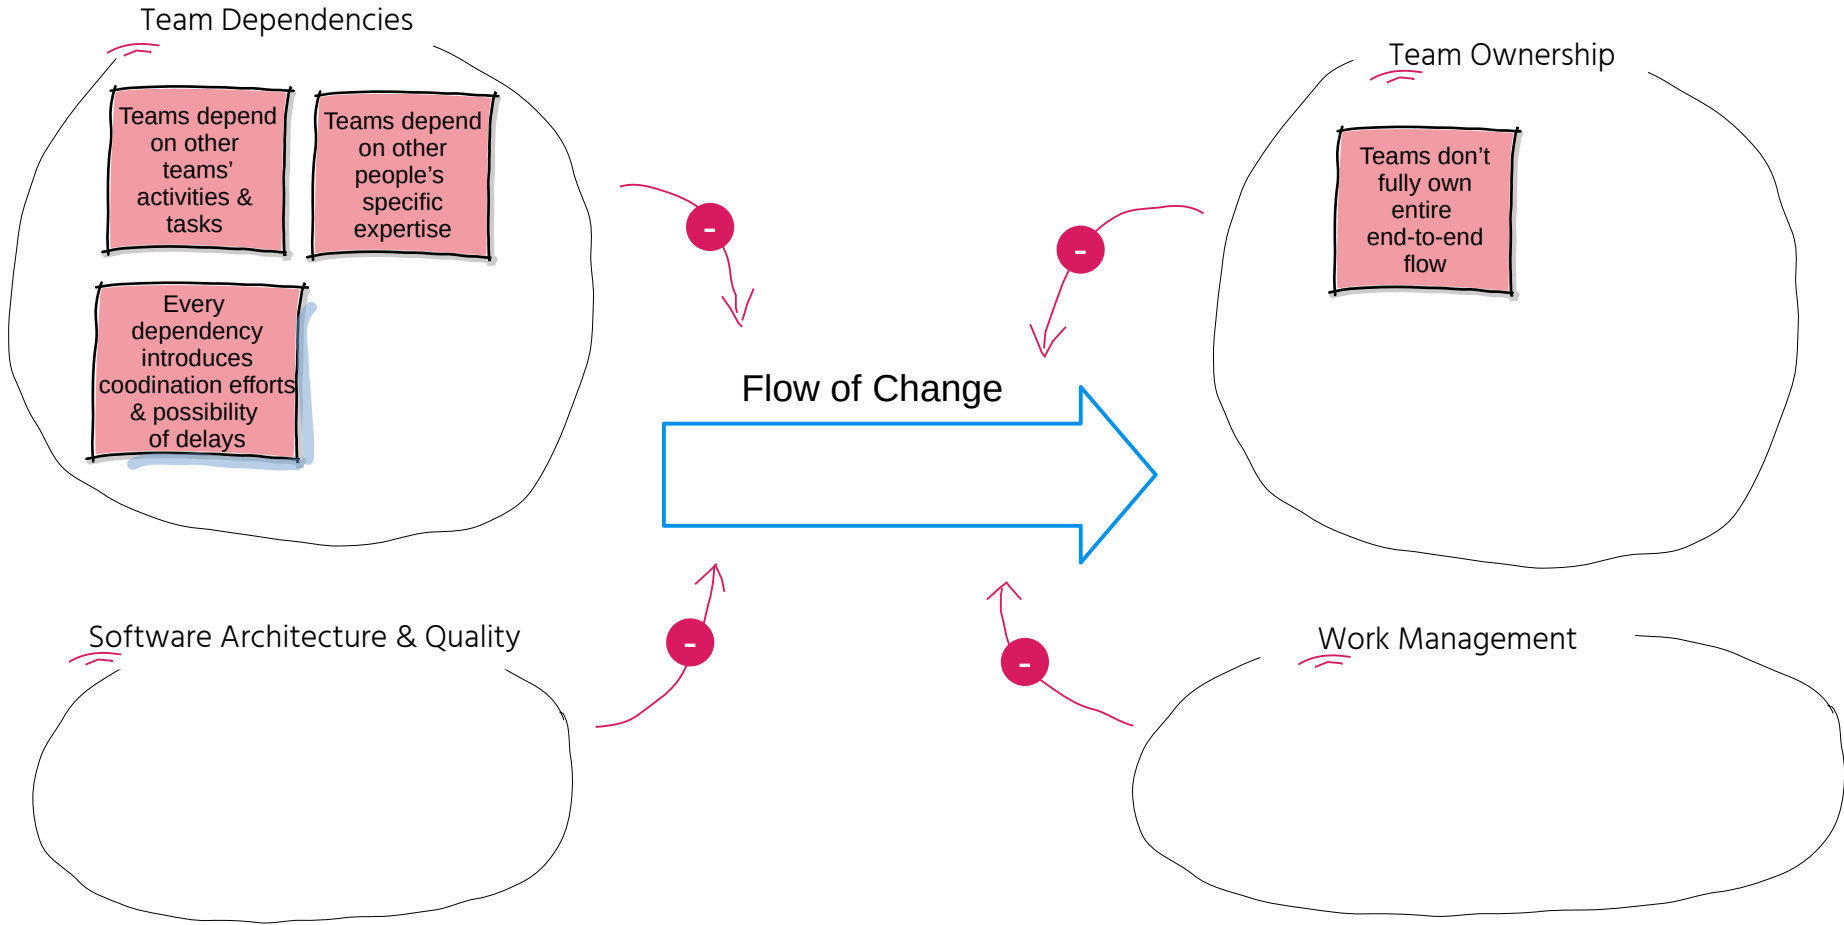 Team Dependencies
Teams depend
on other
teams’
activities &
tasks
Teams depend
on other
people’s
specific
expertise
Every
dependency
introduces
coodination efforts
& possibility
of delays
-
-
Team Ownership
Teams don’t
fully own
entire
end-to-end
flow
Flow of Change
Software Architecture & Quality
-
-
Work Management